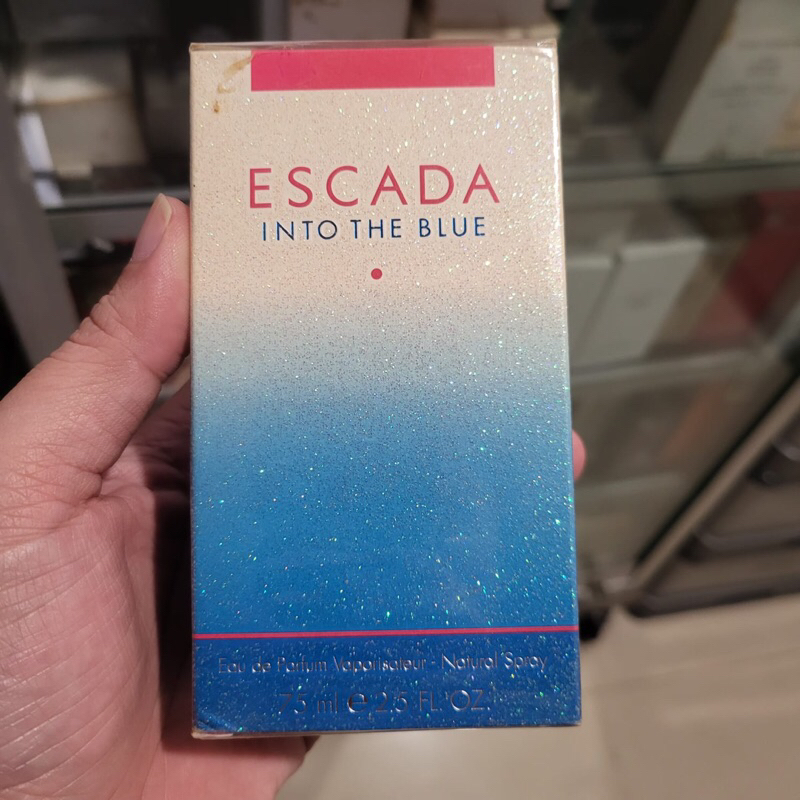 ESCADA
INTO THE BLUE
Eau de Parfum Vaporisateur · Natural Spray
75 ml e 2.5 FL.OZ.